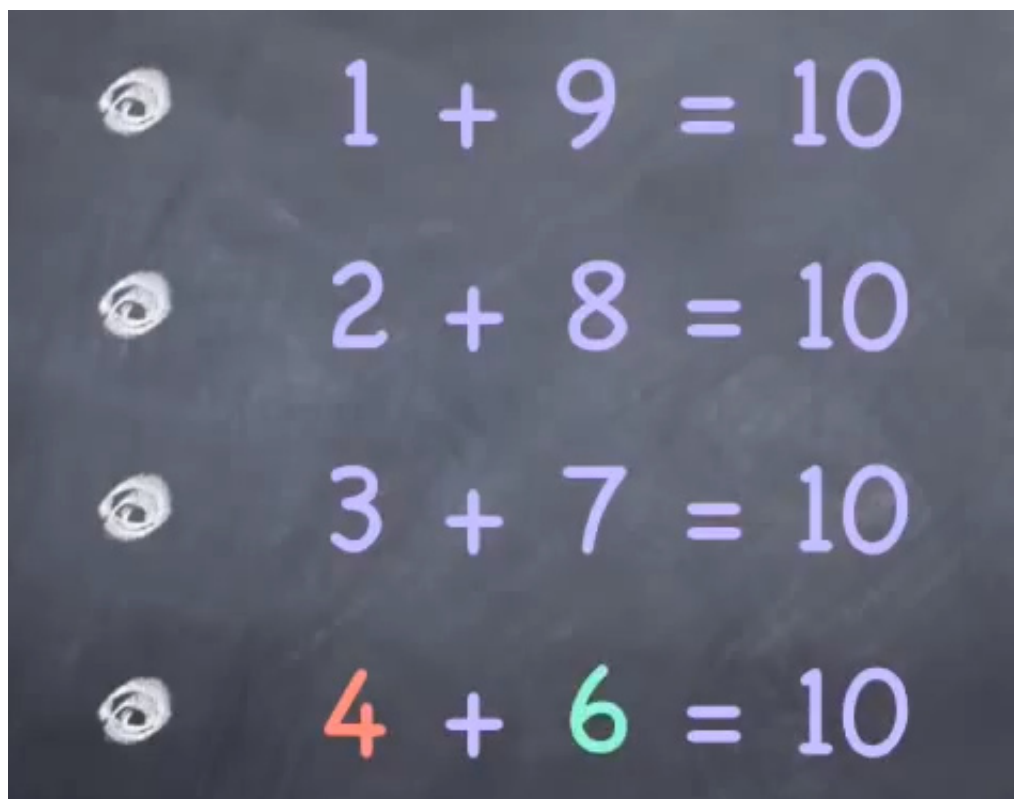 1 + 9 = 10
2 + 8 = 10
3 + 7 = 10
4 + 6 = 10